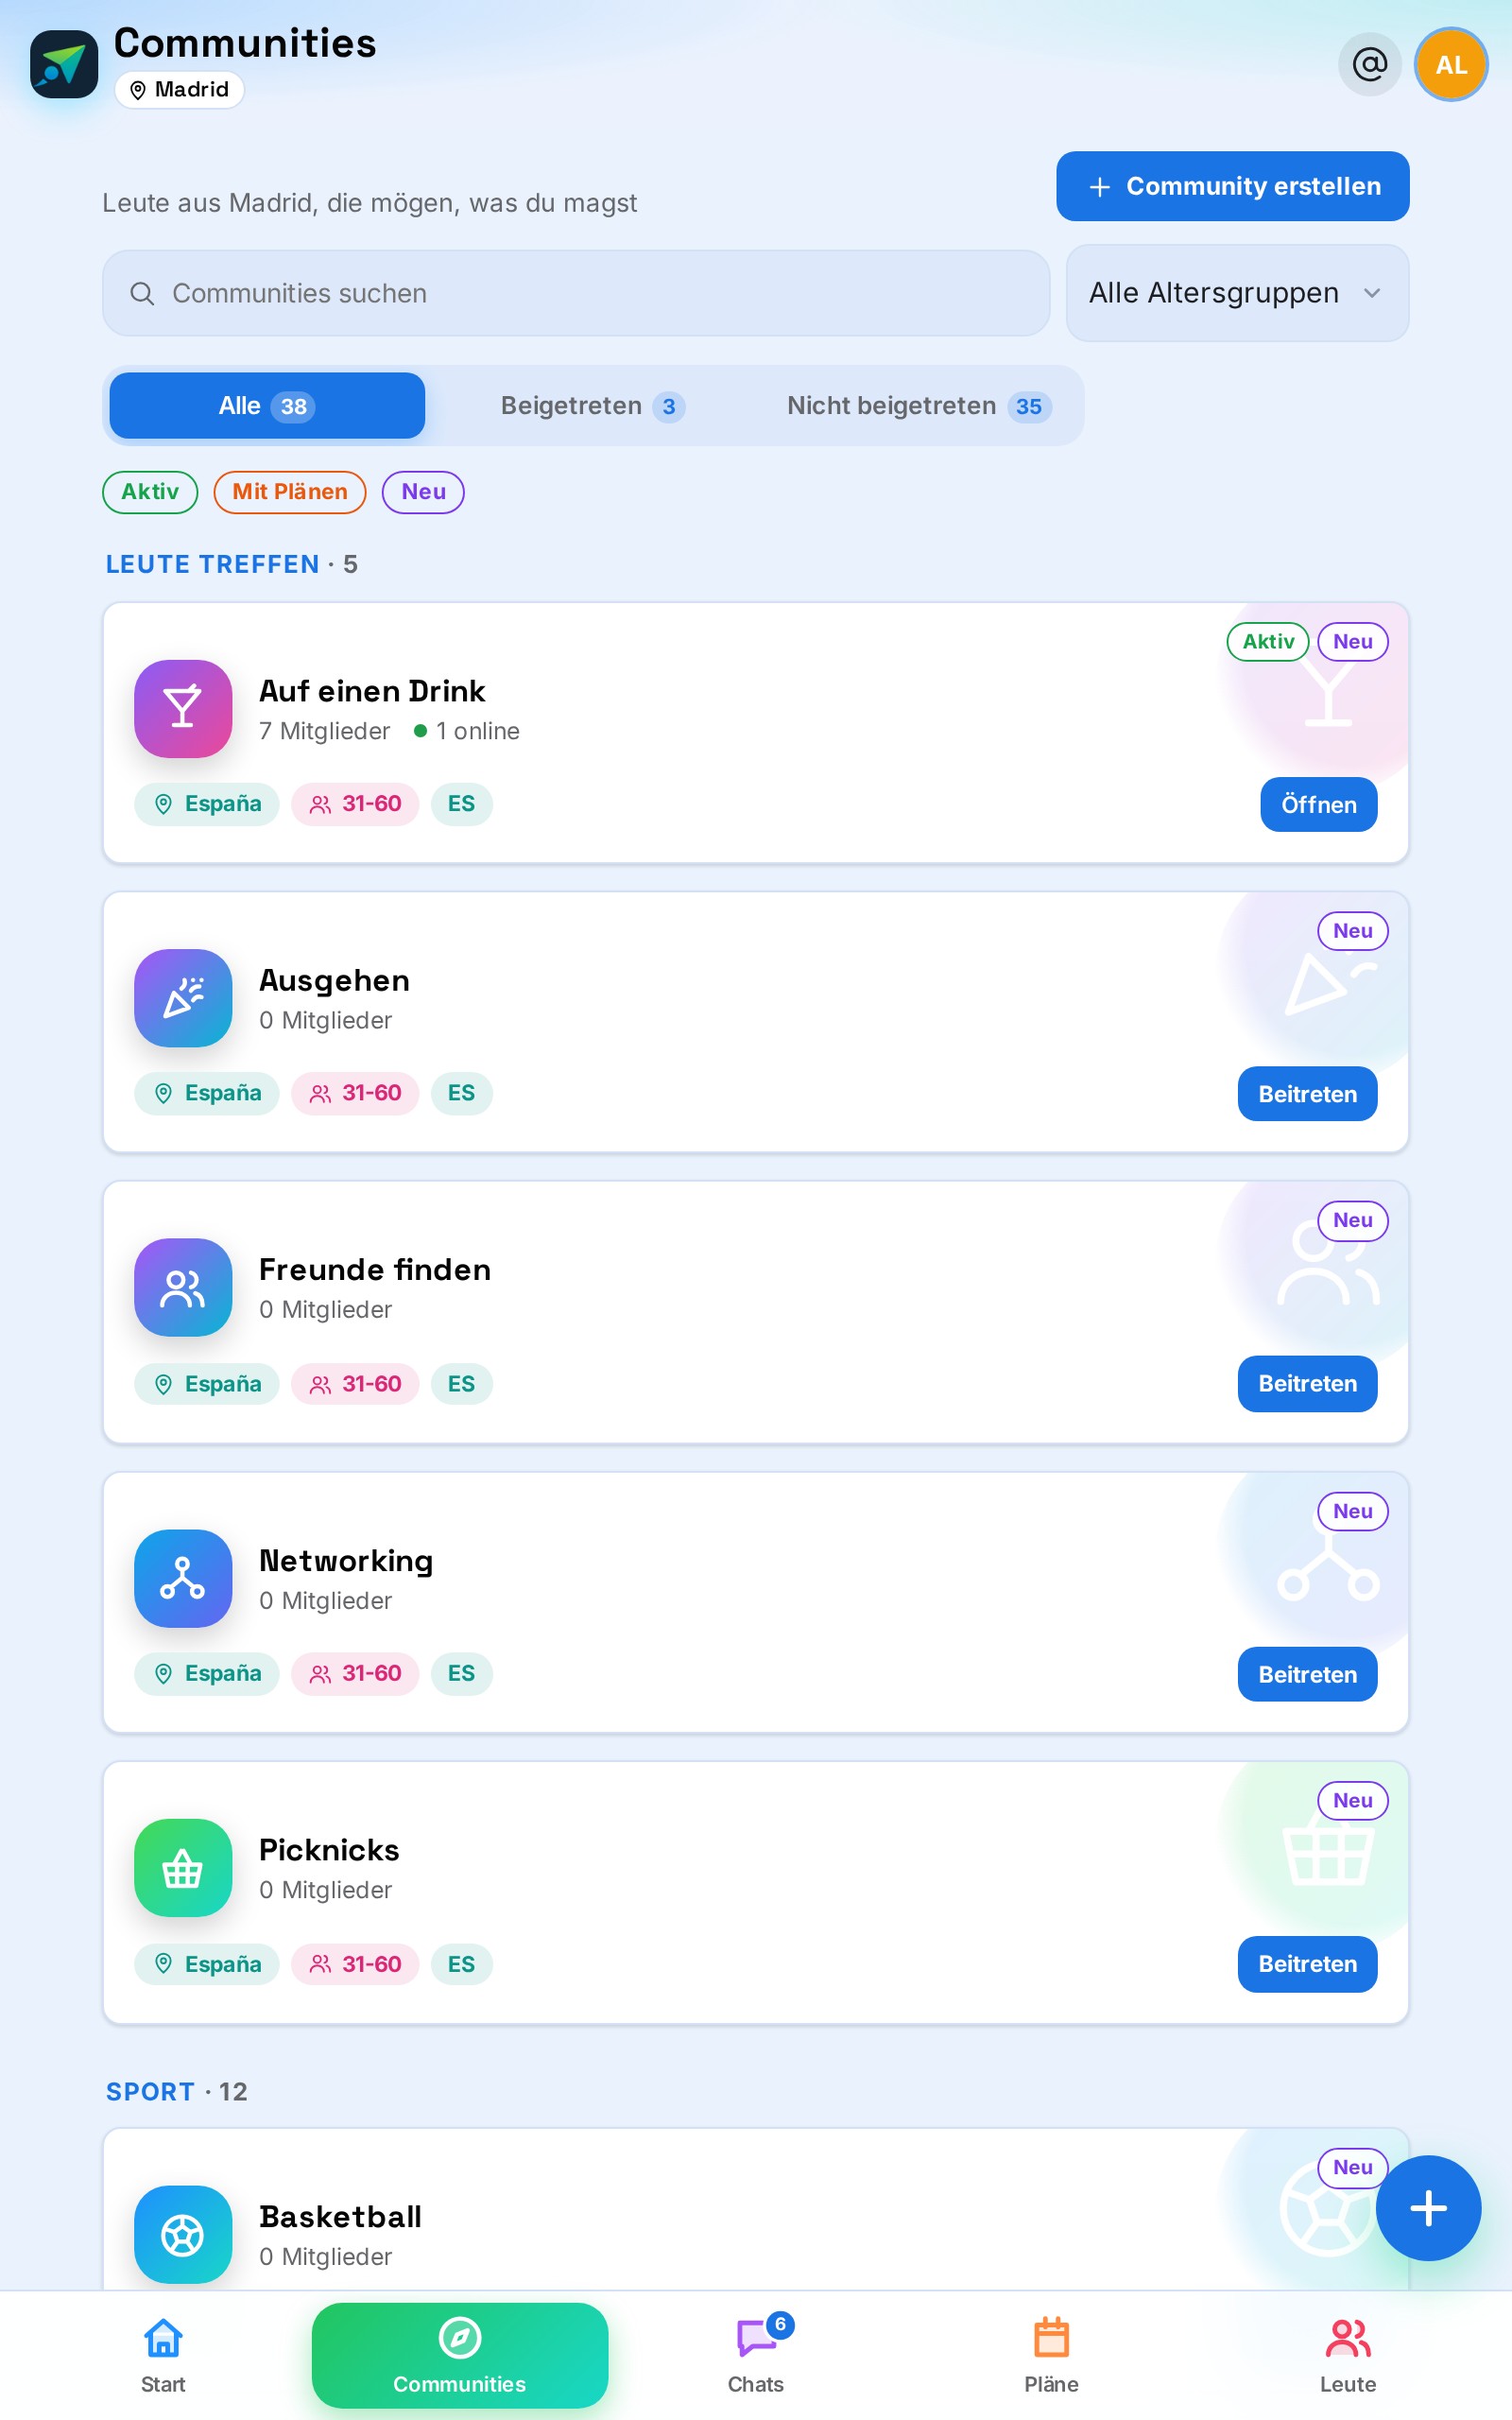 Communities
Madrid
@
AL
Leute aus Madrid, die mögen, was du magst
Community erstellen
Communities suchen
Alle Altersgruppen
Alle 38
Beigetreten 3
Nicht beigetreten 35
Aktiv
Mit Plänen
Neu
LEUTE TREFFEN · 5
Aktiv
Neu
Auf einen Drink
7 Mitglieder
1 online
España
31-60
ES
Öffnen
Neu
Ausgehen
0 Mitglieder
España
31-60
ES
Beitreten
Neu
Freunde finden
0 Mitglieder
España
31-60
ES
Beitreten
Neu
Networking
0 Mitglieder
España
31-60
ES
Beitreten
Neu
Picknicks
0 Mitglieder
España
31-60
ES
Beitreten
SPORT · 12
Neu
Basketball
0 Mitglieder
Start
Communities
6
Chats
Pläne
Leute